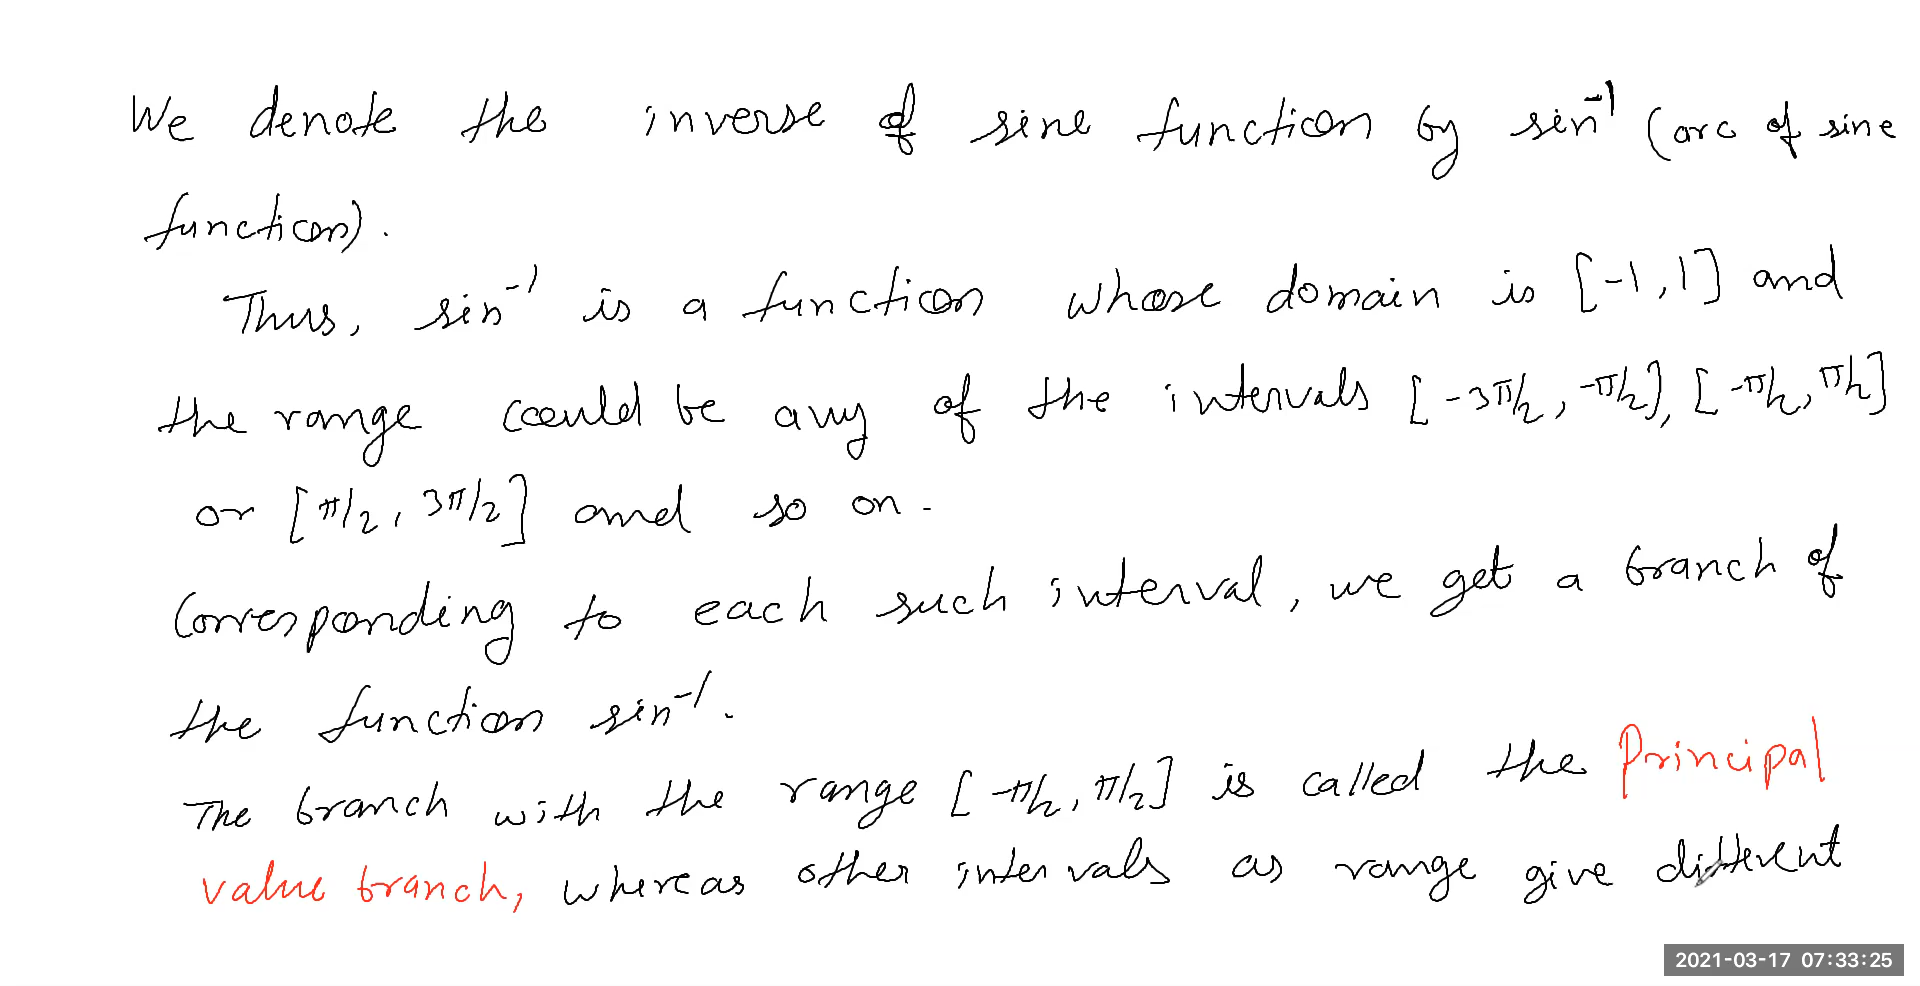 We denote the inverse of sine function by sin⁻¹ (arc of sine
function).
Thus, sin⁻¹ is a function whose domain is [-1, 1] and
the range could be any of the intervals [-3π/2, -π/2], [-π/2, π/2]
or [π/2, 3π/2] and so on.
Corresponding to each such interval, we get a branch of
the function sin⁻¹.
The branch with the range [-π/2, π/2] is called the Principal
value branch, whereas other intervals as range give different
2021-03-17 07:33:25